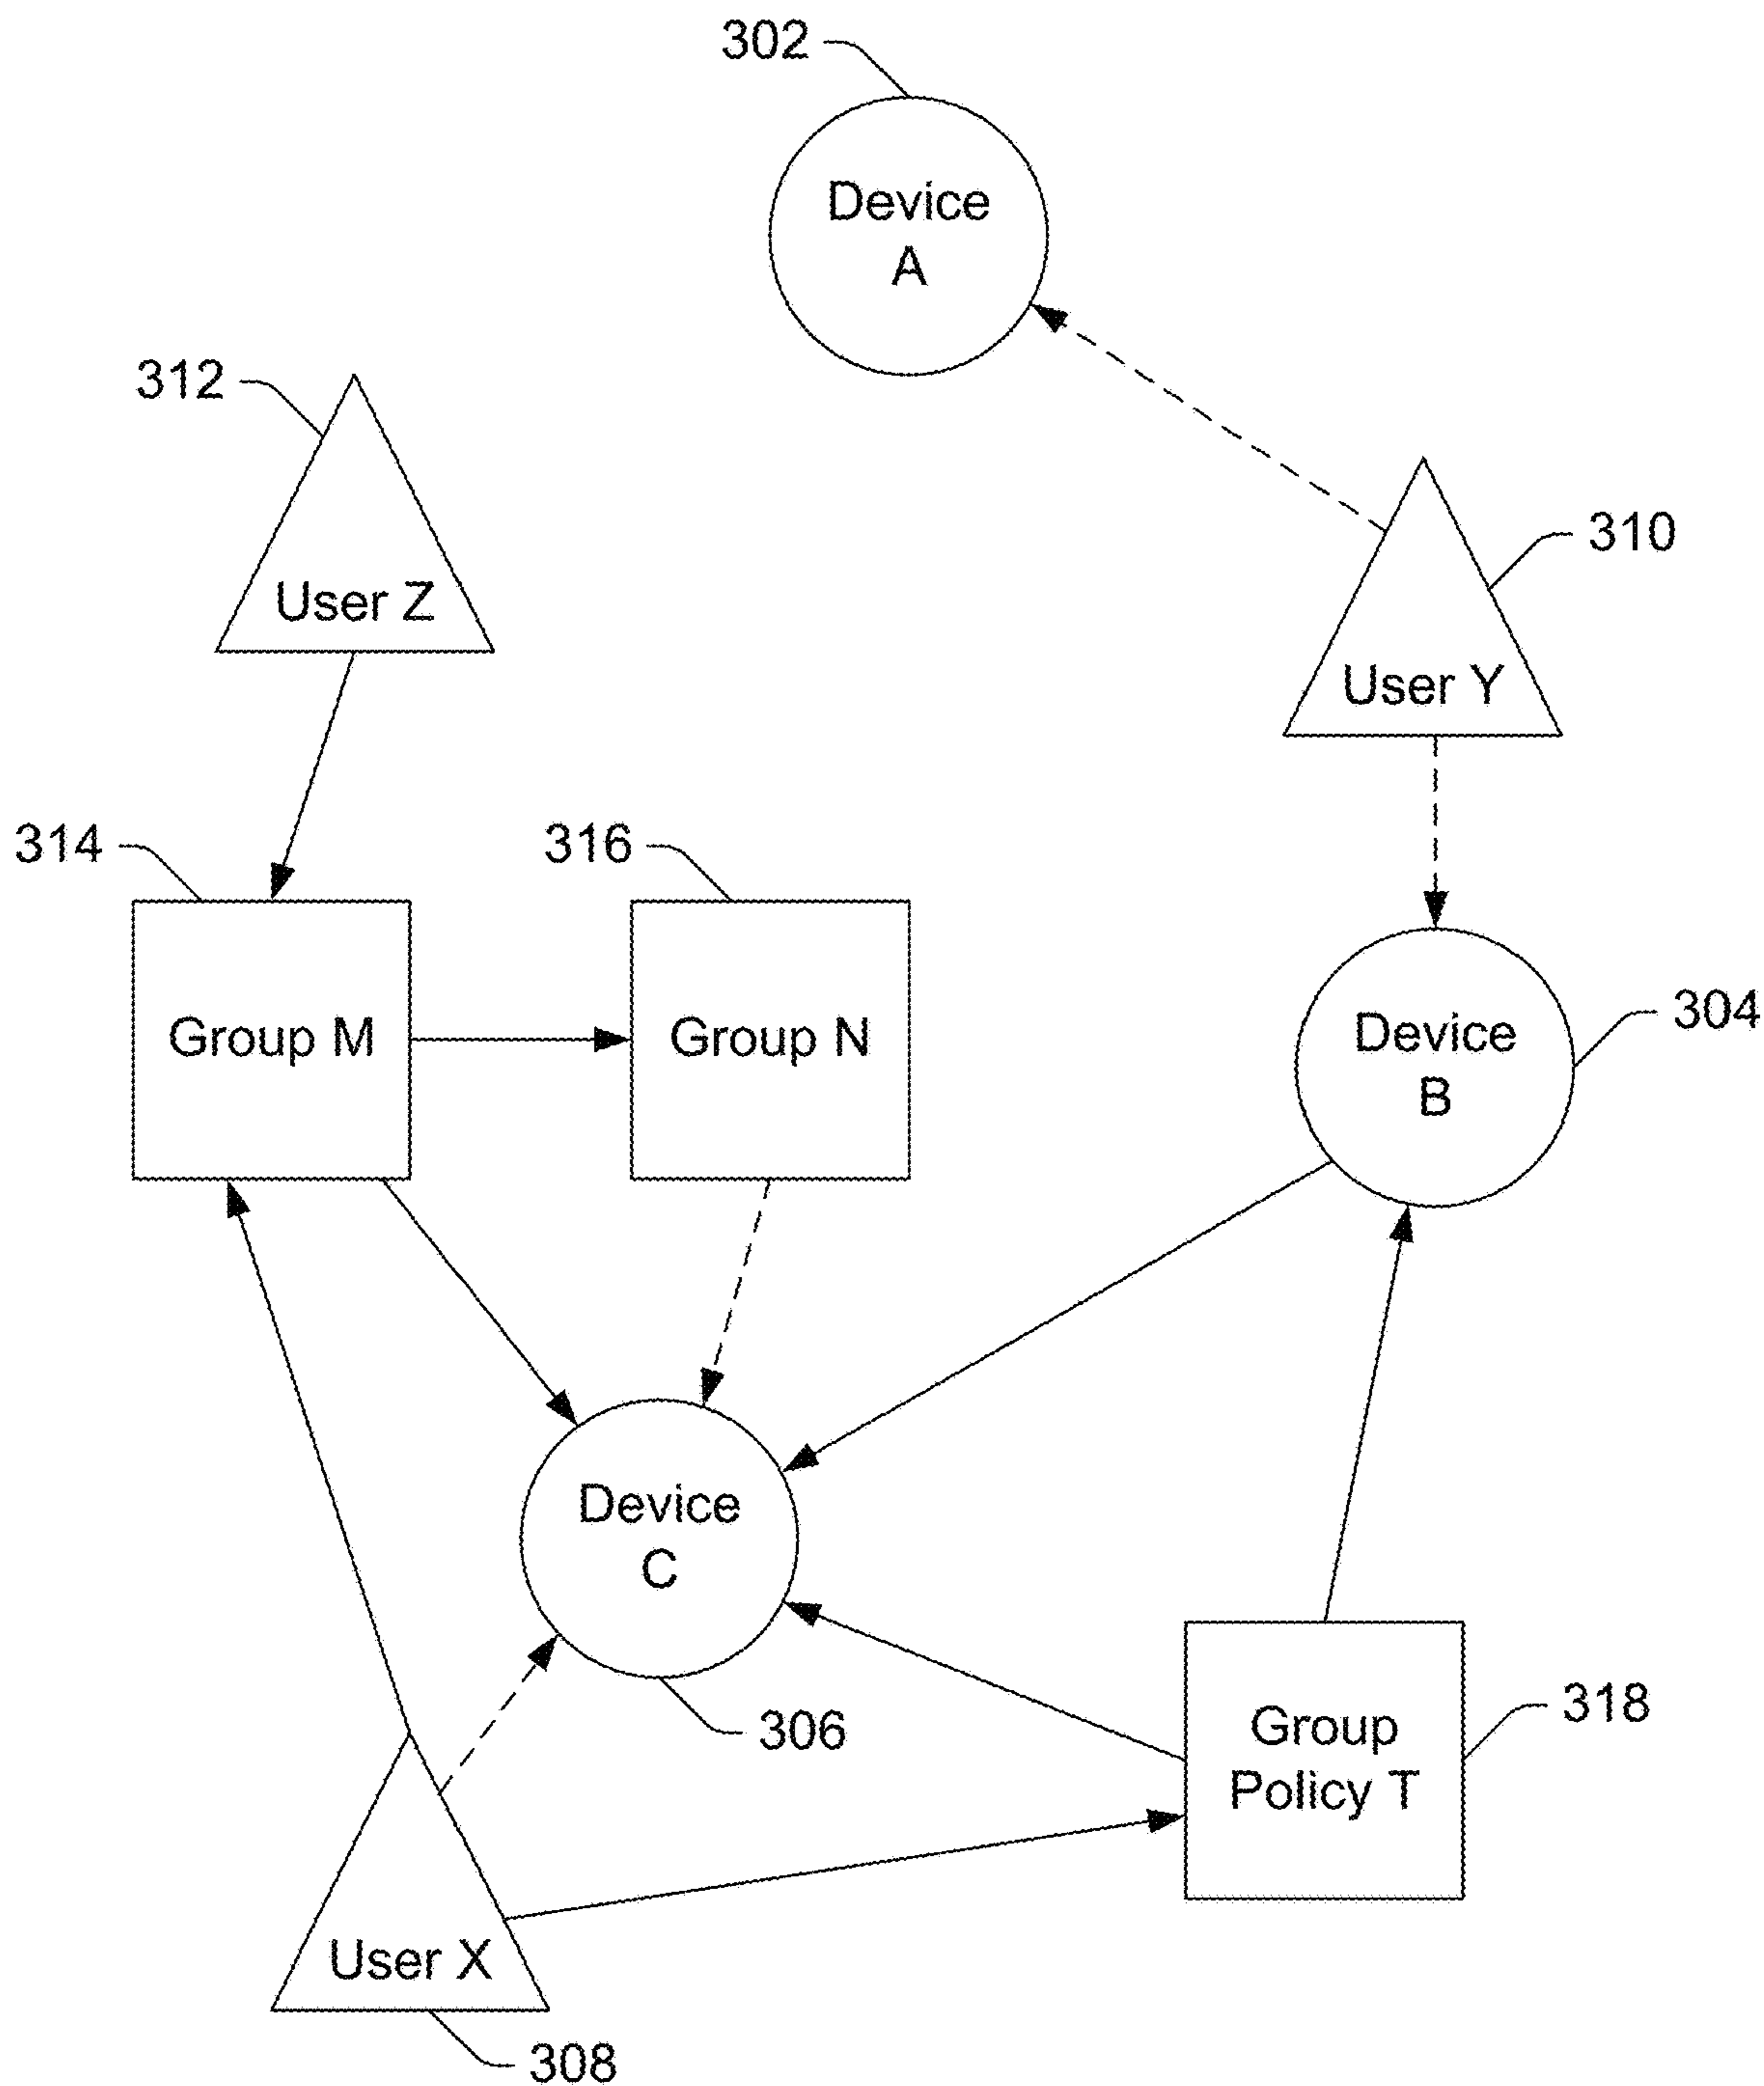 302
Device
A
312
User Z
310
User Y
314
316
Group M
Group N
304
Device
B
Device
C
306
318
Group
Policy T
User X
308